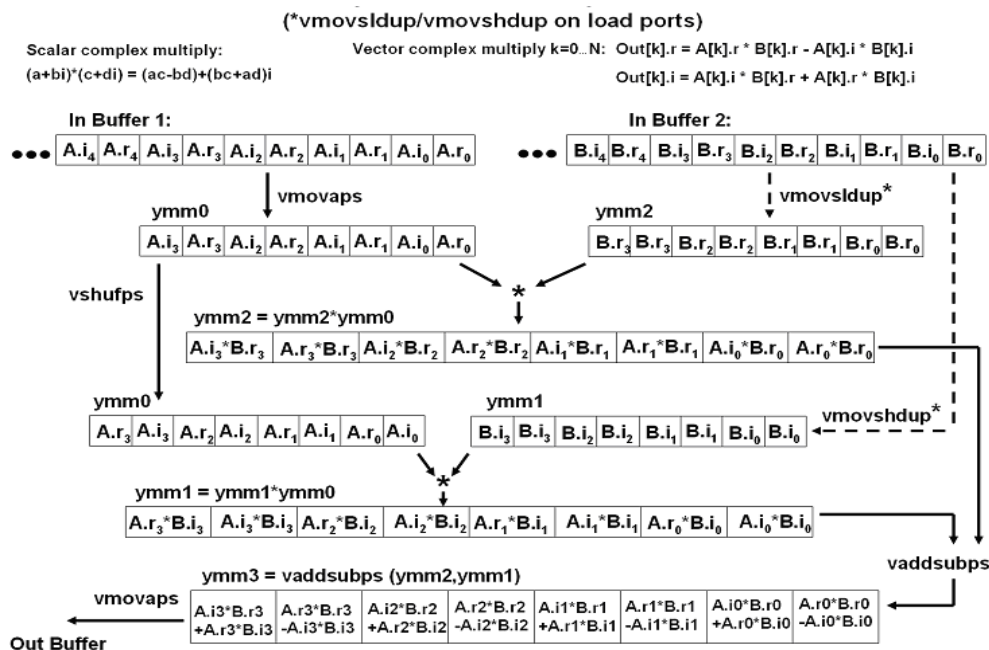 (*vmovsldup/vmovshdup on load ports)
Scalar complex multiply:
(a+bi)*(c+di) = (ac-bd)+(bc+ad)i
Vector complex multiply k=0...N: Out[k].r = A[k].r * B[k].r - A[k].i * B[k].i
Out[k].i = A[k].i * B[k].r + A[k].r * B[k].i
In Buffer 1:
In Buffer 2:
●●● A.i4 A.r4 A.i3 A.r3 A.i2 A.r2 A.i1 A.r1 A.i0 A.r0
●●● B.i4 B.r4 B.i3 B.r3 B.i2 B.r2 B.i1 B.r1 B.i0 B.r0
vmovaps
vmovsldup*
ymm0
ymm2
A.i3 A.r3 A.i2 A.r2 A.i1 A.r1 A.i0 A.r0
B.r3 B.r3 B.r2 B.r2 B.r1 B.r1 B.r0 B.r0
vshufps
*
ymm2 = ymm2*ymm0
A.i3*B.r3 A.r3*B.r3 A.i2*B.r2 A.r2*B.r2 A.i1*B.r1 A.r1*B.r1 A.i0*B.r0 A.r0*B.r0
ymm0
ymm1
A.r3 A.i3 A.r2 A.i2 A.r1 A.i1 A.r0 A.i0
B.i3 B.i3 B.i2 B.i2 B.i1 B.i1 B.i0 B.i0
vmovshdup*
*
ymm1 = ymm1*ymm0
A.r3*B.i3 A.i3*B.i3 A.r2*B.i2 A.i2*B.i2 A.r1*B.i1 A.i1*B.i1 A.r0*B.i0 A.i0*B.i0
vaddsubps
ymm3 = vaddsubps (ymm2,ymm1)
vmovaps
A.i3*B.r3 A.r3*B.r3 A.i2*B.r2 A.r2*B.r2 A.i1*B.r1 A.r1*B.r1 A.i0*B.r0 A.r0*B.r0
+A.r3*B.i3 -A.i3*B.i3 +A.r2*B.i2 -A.i2*B.i2 +A.r1*B.i1 -A.i1*B.i1 +A.r0*B.i0 -A.i0*B.i0
Out Buffer